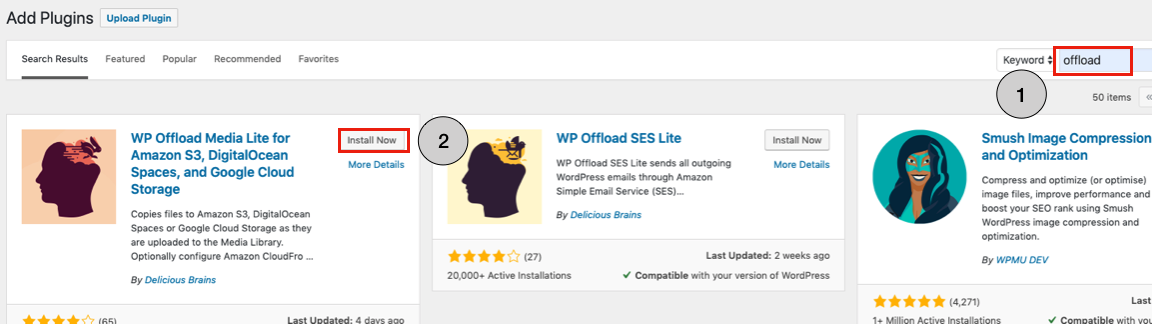 Add Plugins Upload Plugin
Search Results Featured Popular Recommended Favorites
Keyword offload
1
50 items «
WP Offload Media Lite for
Amazon S3, DigitalOcean
Spaces, and Google Cloud
Storage
Install Now
More Details
Copies files to Amazon S3, DigitalOcean
Spaces or Google Cloud Storage as they
are uploaded to the Media Library.
Optionally configure Amazon CloudFro ...
By Delicious Brains
(65)
Last Updated: 4 days ago
2
WP Offload SES Lite
Install Now
More Details
WP Offload SES Lite sends all outgoing
WordPress emails through Amazon
Simple Email Service (SES)...
By Delicious Brains
(27)
Last Updated: 2 weeks ago
20,000+ Active Installations
✓ Compatible with your version of WordPress
Smush Image Compression
and Optimization
Compress and optimize (or optimise)
image files, improve performance and
boost your SEO rank using Smush
WordPress image compression and
optimization.
By WPMU DEV
(4,271)
Last
1+ Million Active Installations
✓ Compatible with your